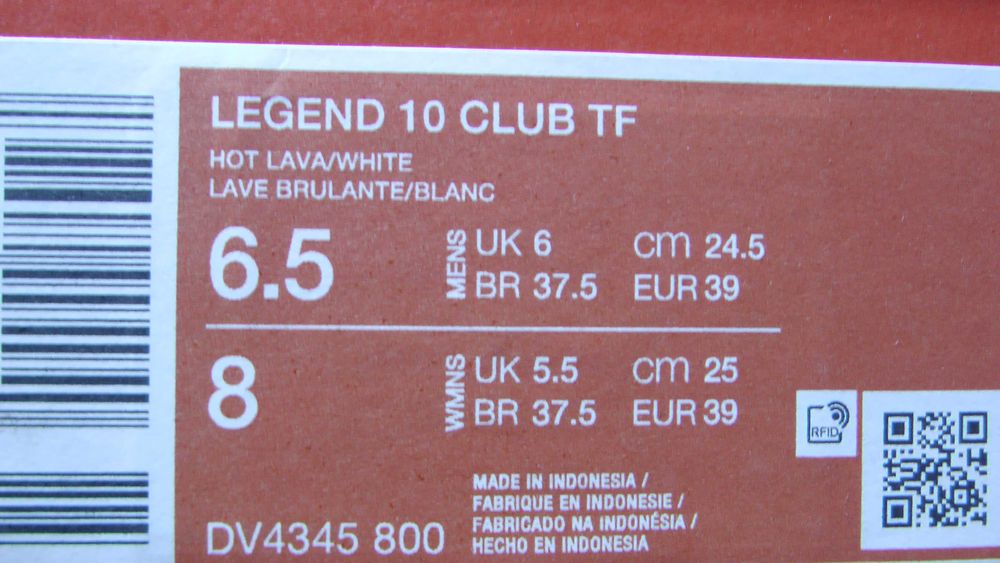 LEGEND 10 CLUB TF
HOT LAVA/WHITE
LAVE BRULANTE/BLANC
6.5 MENS UK 6 cm 24.5
BR 37.5 EUR 39
8 WMNS UK 5.5 cm 25
BR 37.5 EUR 39
RFID
MADE IN INDONESIA /
FABRIQUE EN INDONESIE /
FABRICADO NA INDONÉSIA /
HECHO EN INDONESIA
DV4345 800